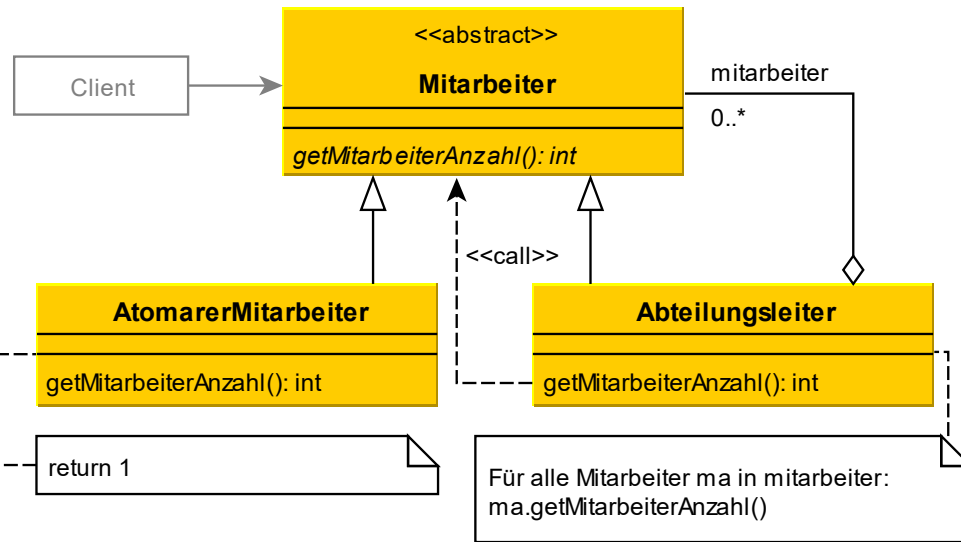 <<abstract>>
Client
Mitarbeiter
mitarbeiter
0..*
getMitarbeiterAnzahl(): int
<<call>>
AtomarerMitarbeiter
Abteilungsleiter
getMitarbeiterAnzahl(): int
getMitarbeiterAnzahl(): int
return 1
Für alle Mitarbeiter ma in mitarbeiter:
ma.getMitarbeiterAnzahl()